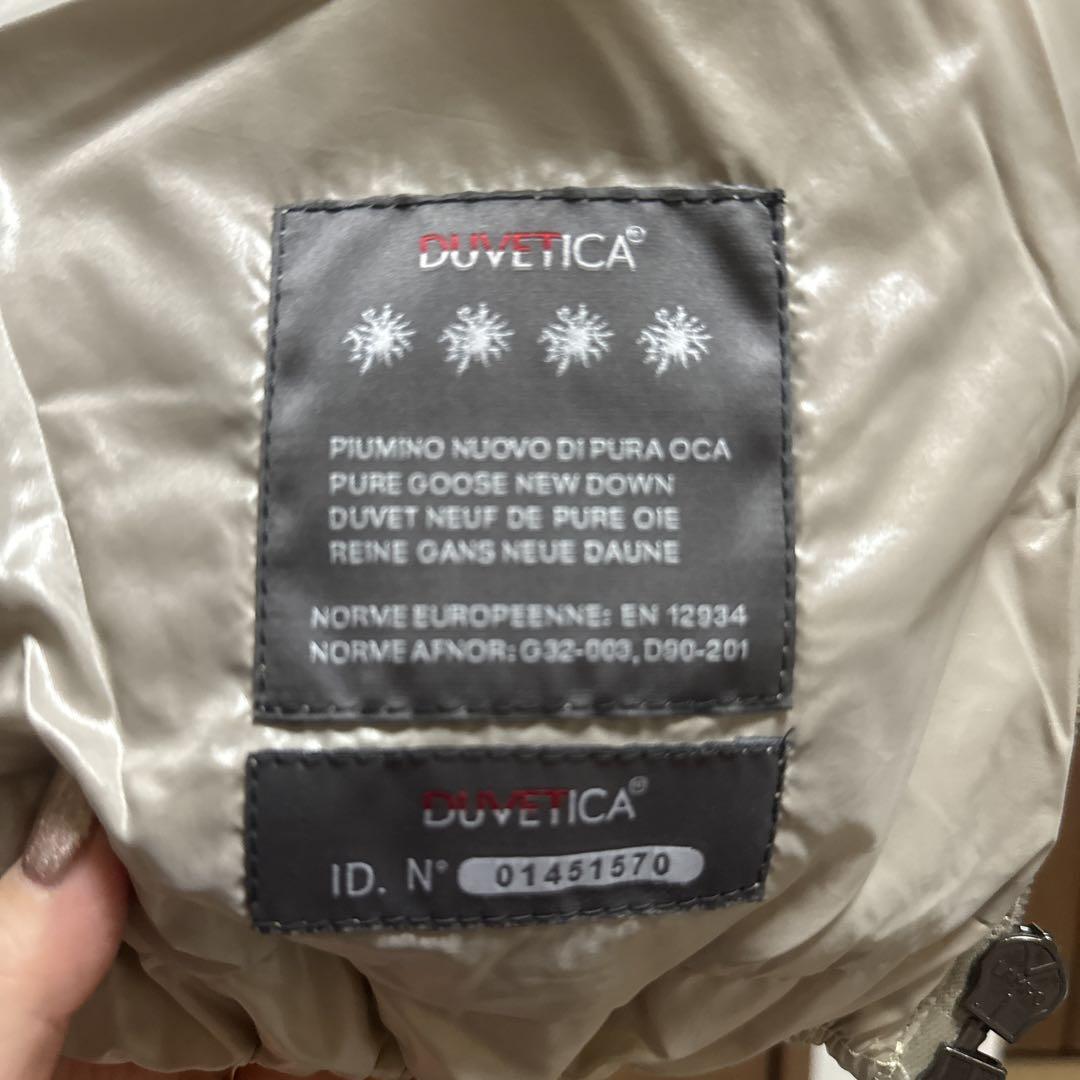 DUVETICA®
PIUMINO NUOVO DI PURA OCA
PURE GOOSE NEW DOWN
DUVET NEUF DE PURE OIE
REINE GANS NEUE DAUNE
NORME EUROPEENNE: EN 12934
NORME AFNOR: G32-003, D90-201
DUVETICA®
ID. N° 01451570